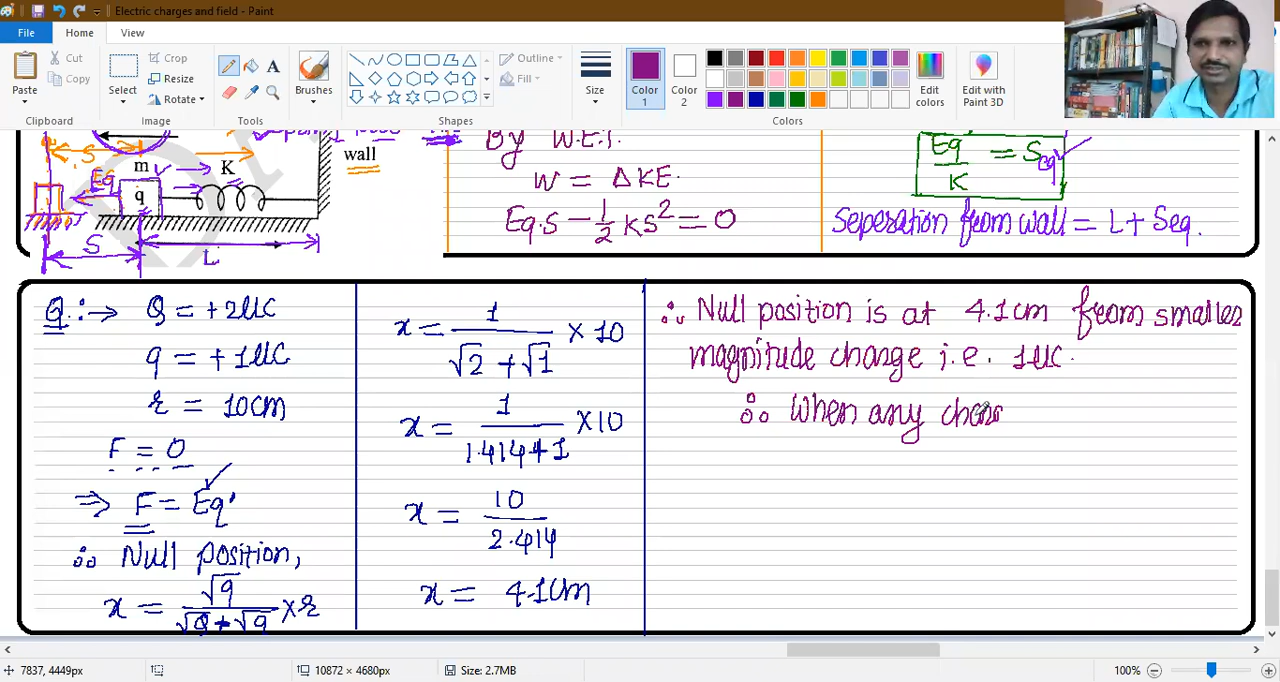 Electric charges and field - Paint
File
Home
View
Paste
Cut
Copy
Clipboard
Select
Crop
Resize
Rotate
Image
Tools
Brushes
Shapes
Outline
Fill
Size
Color 1
Color 2
Colors
Edit colors
Edit with Paint 3D
S
m
K
wall
Eq
q
S
L
By W.E.T.
W = ΔKE.
Eq.S − 1/2 KS² = 0
Eq/K = Seq
Seperation from wall = L + Seq.
Q∴→ Q = +2μC
q = +1μC
r = 10cm
F = 0
⇒ F = Eq'
∴ Null position,
x = √q/(√Q + √q) × r
x = 1/(√2 + √1) × 10
x = 1/(1.414+1) × 10
x = 10/2.414
x = 4.1cm
∴ Null position is at 4.1cm from smaller
magnitude charge i.e. 1μC.
∴ When any
7837, 4449px
10872 × 4680px
Size: 2.7MB
100%